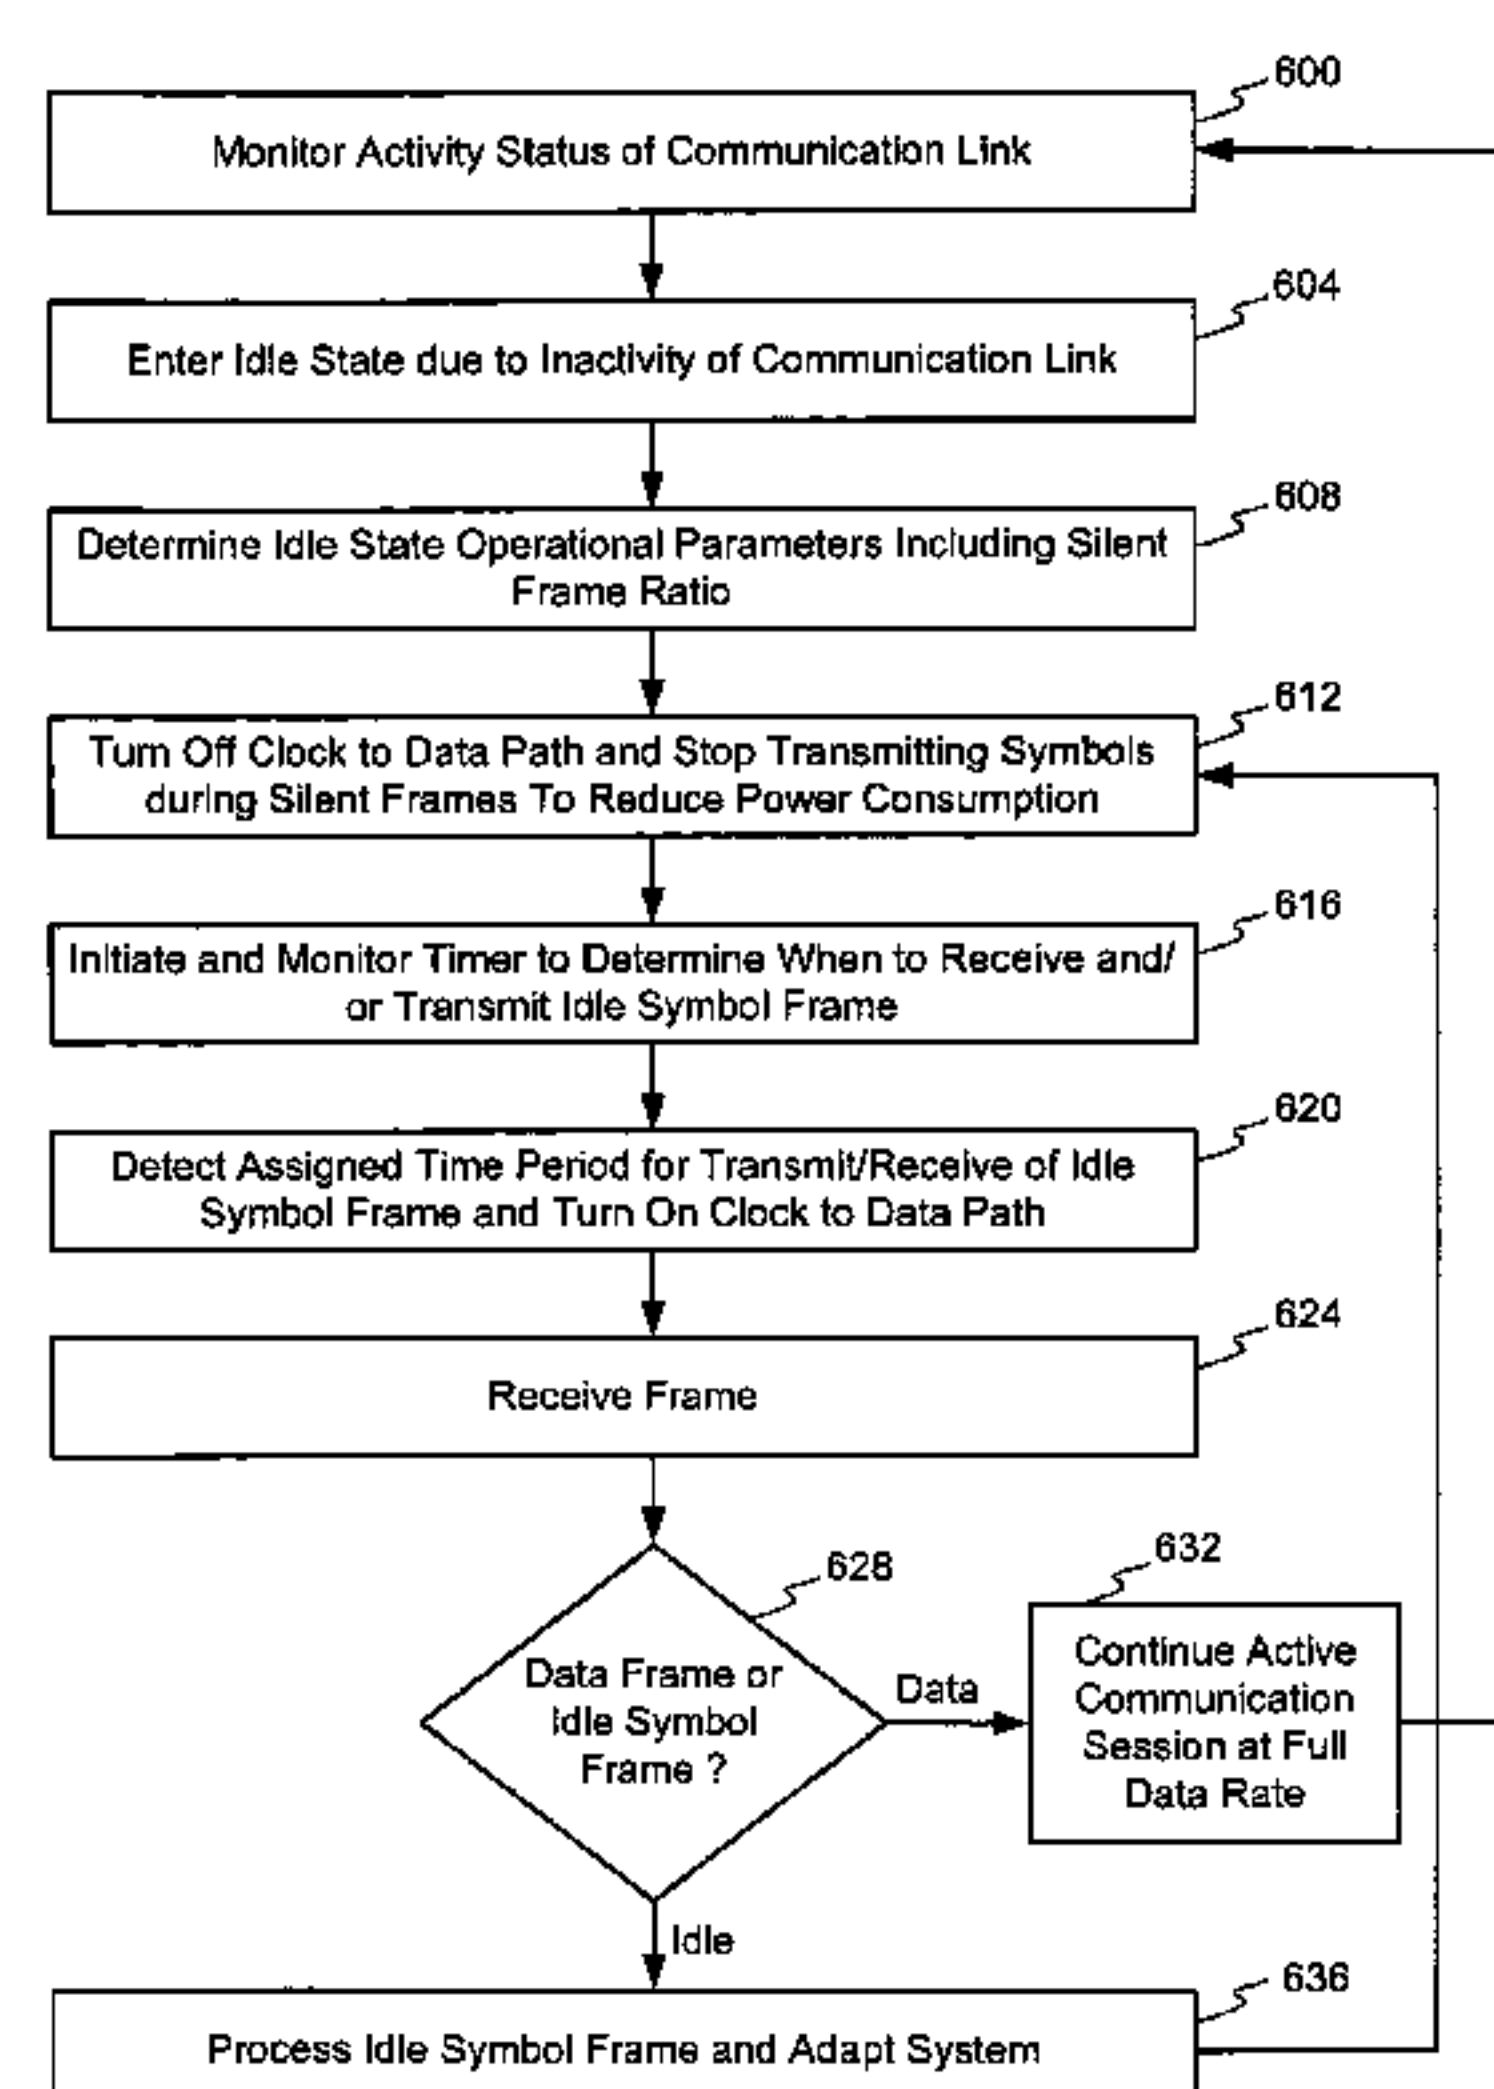 600
Monitor Activity Status of Communication Link
604
Enter Idle State due to Inactivity of Communication Link
608
Determine Idle State Operational Parameters Including Silent
Frame Ratio
612
Turn Off Clock to Data Path and Stop Transmitting Symbols
during Silent Frames To Reduce Power Consumption
616
Initiate and Monitor Timer to Determine When to Receive and/
or Transmit Idle Symbol Frame
620
Detect Assigned Time Period for Transmit/Receive of Idle
Symbol Frame and Turn On Clock to Data Path
624
Receive Frame
628
Data Frame or
Idle Symbol
Frame ?
Data
632
Continue Active
Communication
Session at Full
Data Rate
Idle
636
Process Idle Symbol Frame and Adapt System